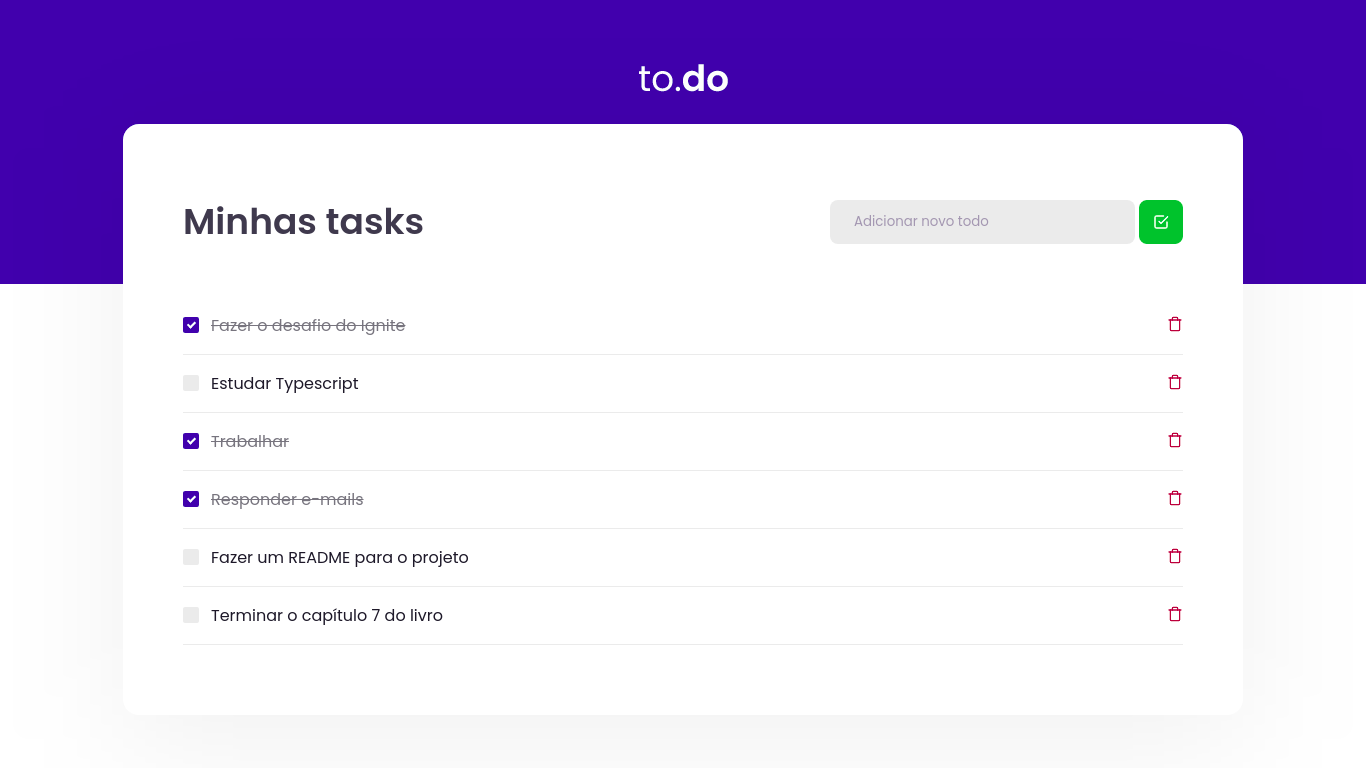 to.do
Minhas tasks
Adicionar novo todo
Fazer o desafio do Ignite
Estudar Typescript
Trabalhar
Responder e-mails
Fazer um README para o projeto
Terminar o capítulo 7 do livro